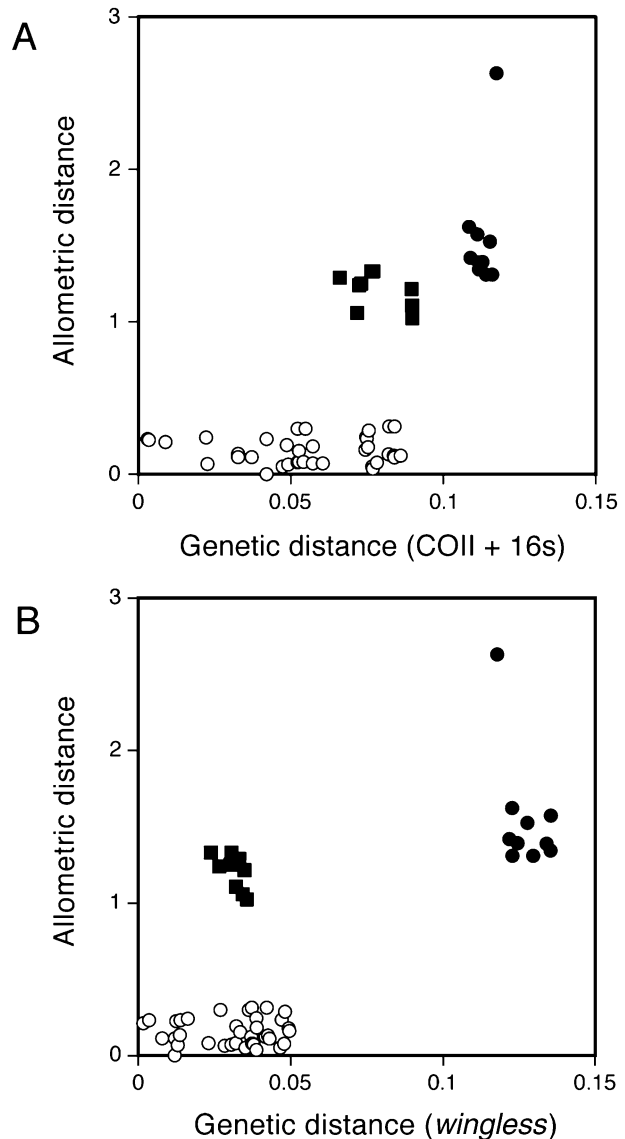 A
3
2
1
0
Allometric distance
0 0.05 0.1 0.15
Genetic distance (COII + 16s)
B
3
2
1
0
Allometric distance
0 0.05 0.1 0.15
Genetic distance (wingless)